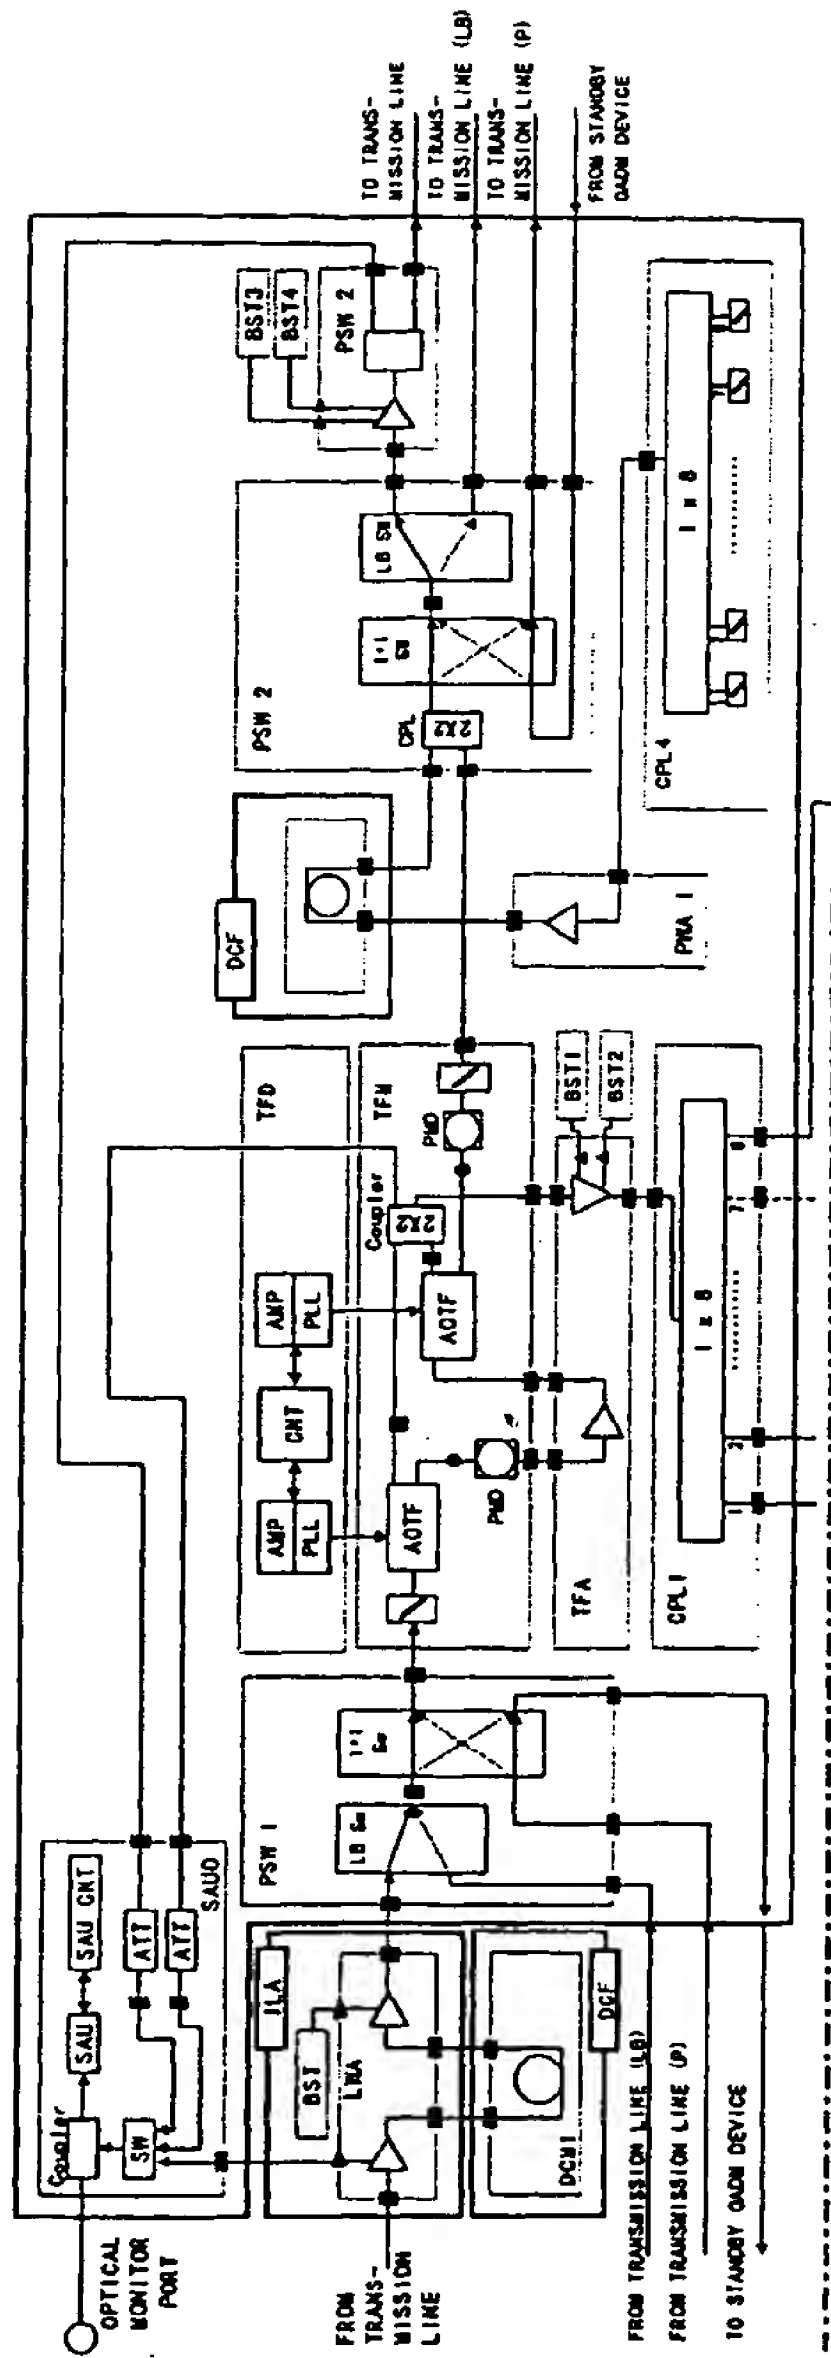 OPTICAL
MONITOR
PORT
Coupler
SAU
SAU CNT
SW
ATT
ATT
SAUO
FROM
TRANS-
MISSION
LINE
ILA
BST
LWA
DCM1
DCF
FROM TRANSMISSION LINE (LB)
FROM TRANSMISSION LINE (P)
TO STANDBY OADM DEVICE
PSW 1
LB SW
1+1
SW
TFD
AMP
PLL
CNT
AMP
PLL
TFM
AOTF
AOTF
Coupler
2X2
PMD
PMD
TFA
BST1
BST2
CPL1
1 x 8
1
2
7
8
DCF
PWA 1
PSW 2
CPL
2X2
1+1
SW
LB SW
BST3
BST4
PSW 2
CPL4
1 x 8
TO TRANS-
MISSION LINE
TO TRANS-
MISSION LINE (LB)
TO TRANS-
MISSION LINE (P)
FROM STANDBY
OADM DEVICE